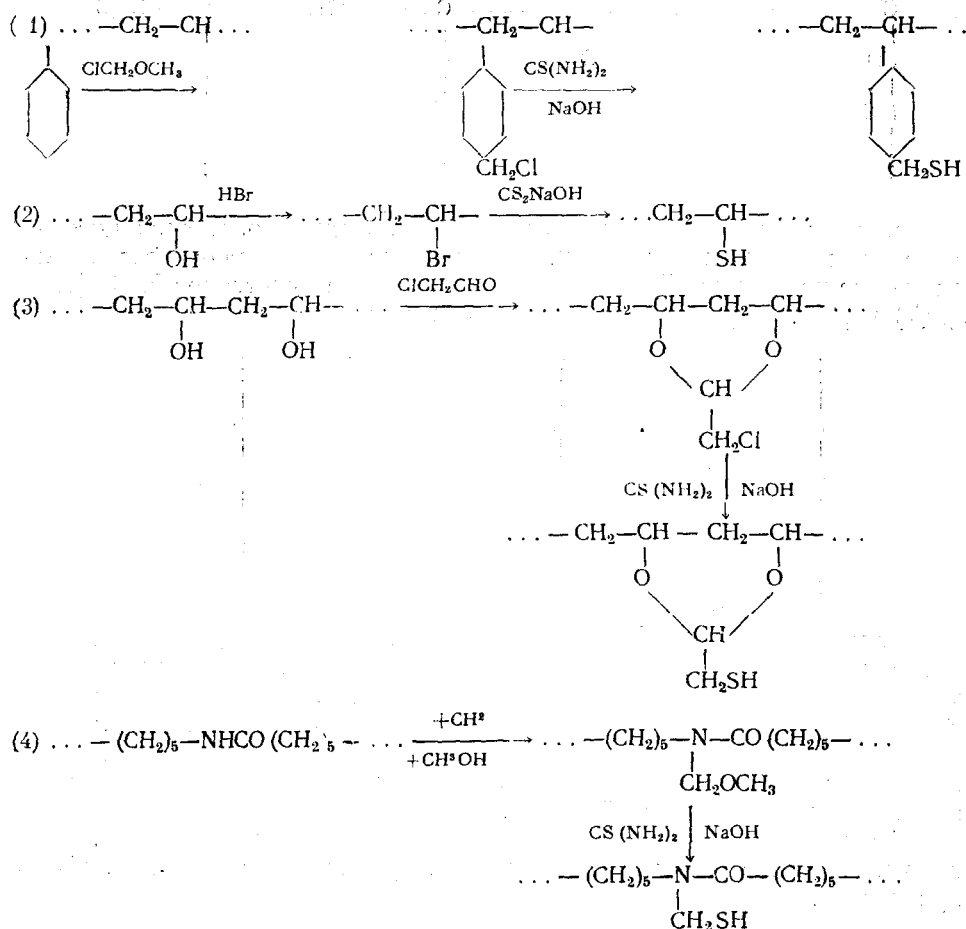 (1) ... —CH₂—CH ... ... —CH₂—CH— ... —CH₂—CH— ...
ClCH₂OCH₃ CS(NH₂)₂
NaOH
CH₂Cl CH₂SH
(2) ... —CH₂—CH— HBr ... —CH₂—CH— CS₂NaOH ... CH₂—CH— ...
OH Br SH
(3) ... —CH₂—CH—CH₂—CH— ... ClCH₂CHO ... —CH₂—CH—CH₂—CH— ...
OH OH O O
CH
CH₂Cl
CS (NH₂)₂ NaOH
... —CH₂—CH — CH₂—CH— ...
O O
CH
CH₂SH
(4) ... — (CH₂)₅—NHCO (CH₂ ₅ — ... +CH² ... —(CH₂)₅—N—CO (CH₂)₅— ...
+CH³OH
CH₂OCH₃
CS (NH₂)₂ NaOH
... — (CH₂)₅—N—CO— (CH₂)₅— ...
CH₂SH